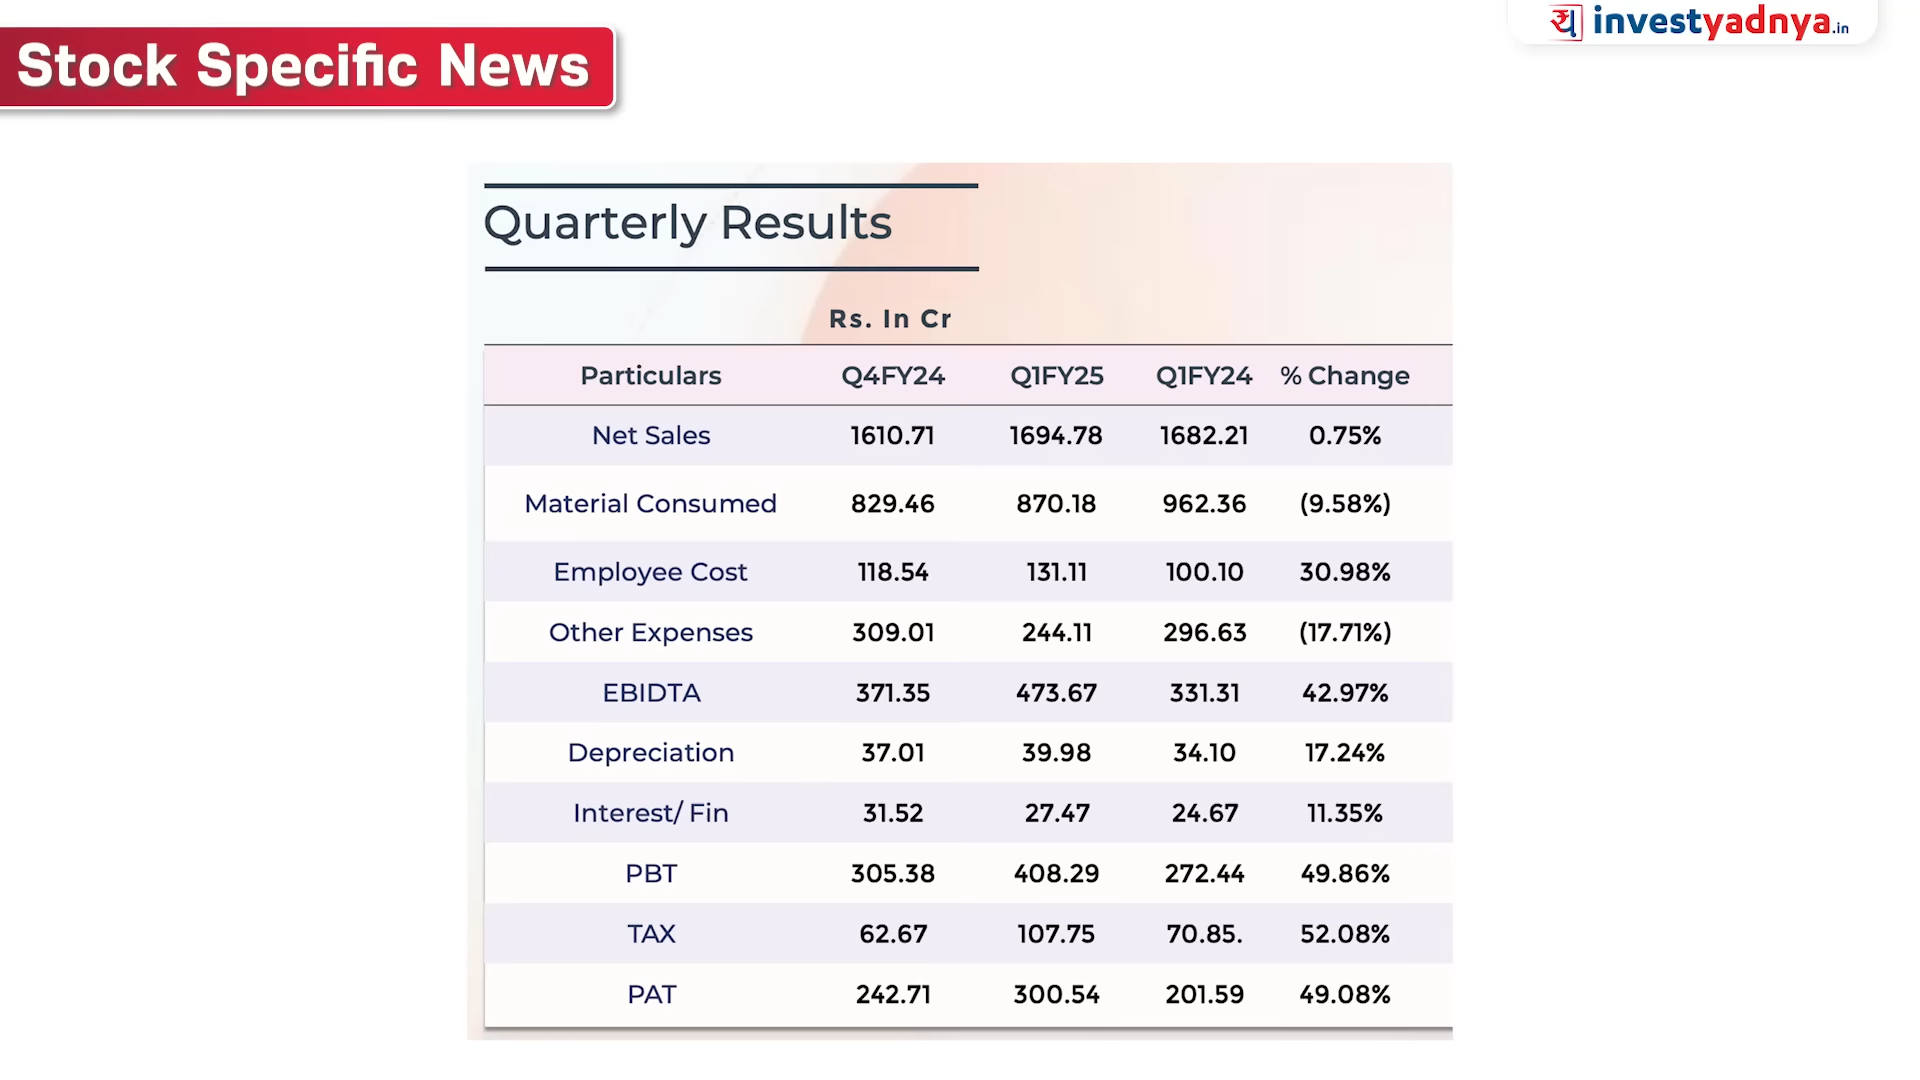 investyadnya.in
Stock Specific News
Quarterly Results
Rs. In Cr
Particulars Q4FY24 Q1FY25 Q1FY24 % Change
Net Sales 1610.71 1694.78 1682.21 0.75%
Material Consumed 829.46 870.18 962.36 (9.58%)
Employee Cost 118.54 131.11 100.10 30.98%
Other Expenses 309.01 244.11 296.63 (17.71%)
EBIDTA 371.35 473.67 331.31 42.97%
Depreciation 37.01 39.98 34.10 17.24%
Interest/ Fin 31.52 27.47 24.67 11.35%
PBT 305.38 408.29 272.44 49.86%
TAX 62.67 107.75 70.85. 52.08%
PAT 242.71 300.54 201.59 49.08%